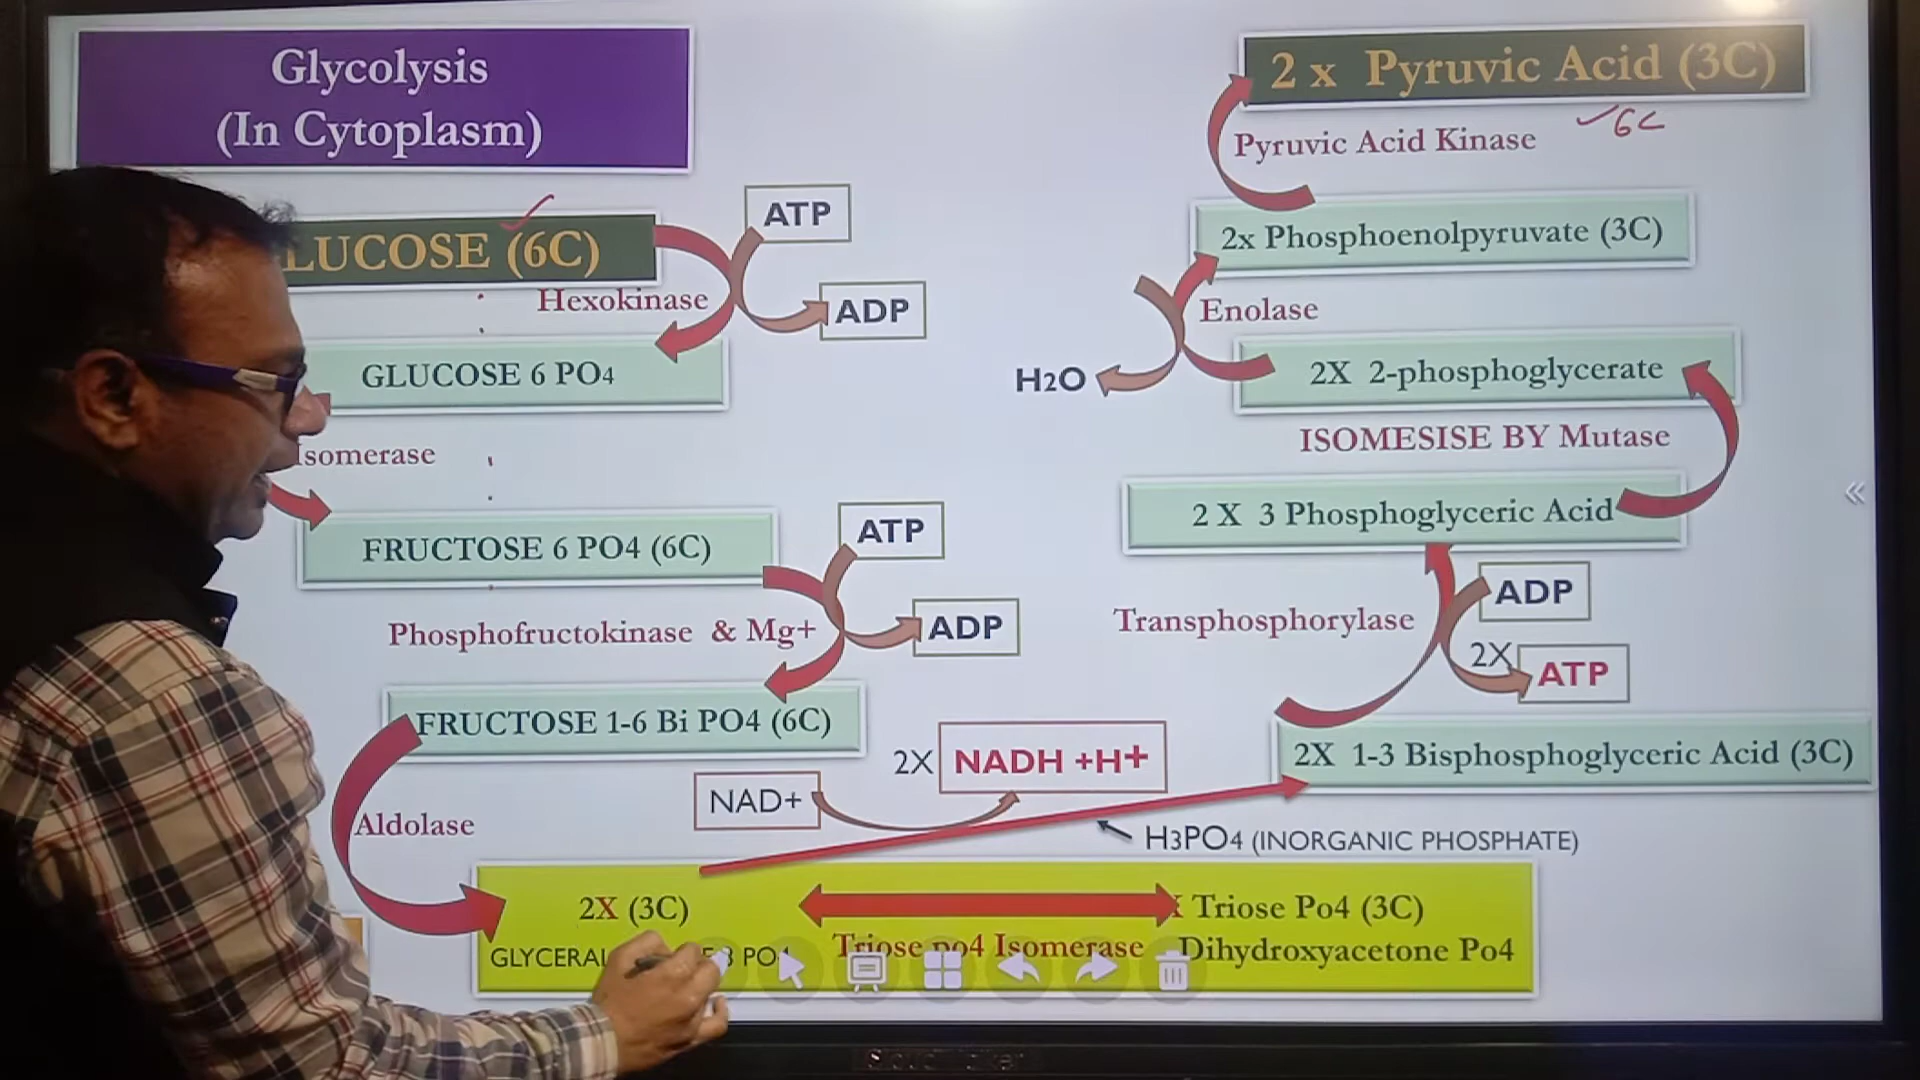 Glycolysis
(In Cytoplasm)
LUCOSE (6C)
ATP
Hexokinase
ADP
GLUCOSE 6 PO4
Isomerase
FRUCTOSE 6 PO4 (6C)
ATP
Phosphofructokinase & Mg+
ADP
FRUCTOSE 1-6 Bi PO4 (6C)
Aldolase
NAD+
2X NADH +H+
2X (3C)
Triose po4 Isomerase
Triose Po4 (3C)
Dihydroxyacetone Po4
H3PO4 (INORGANIC PHOSPHATE)
2X 1-3 Bisphosphoglyceric Acid (3C)
Transphosphorylase
ADP
2X ATP
2 X 3 Phosphoglyceric Acid
ISOMESISE BY Mutase
2X 2-phosphoglycerate
H2O
Enolase
2x Phosphoenolpyruvate (3C)
Pyruvic Acid Kinase
6C
2 x Pyruvic Acid (3C)